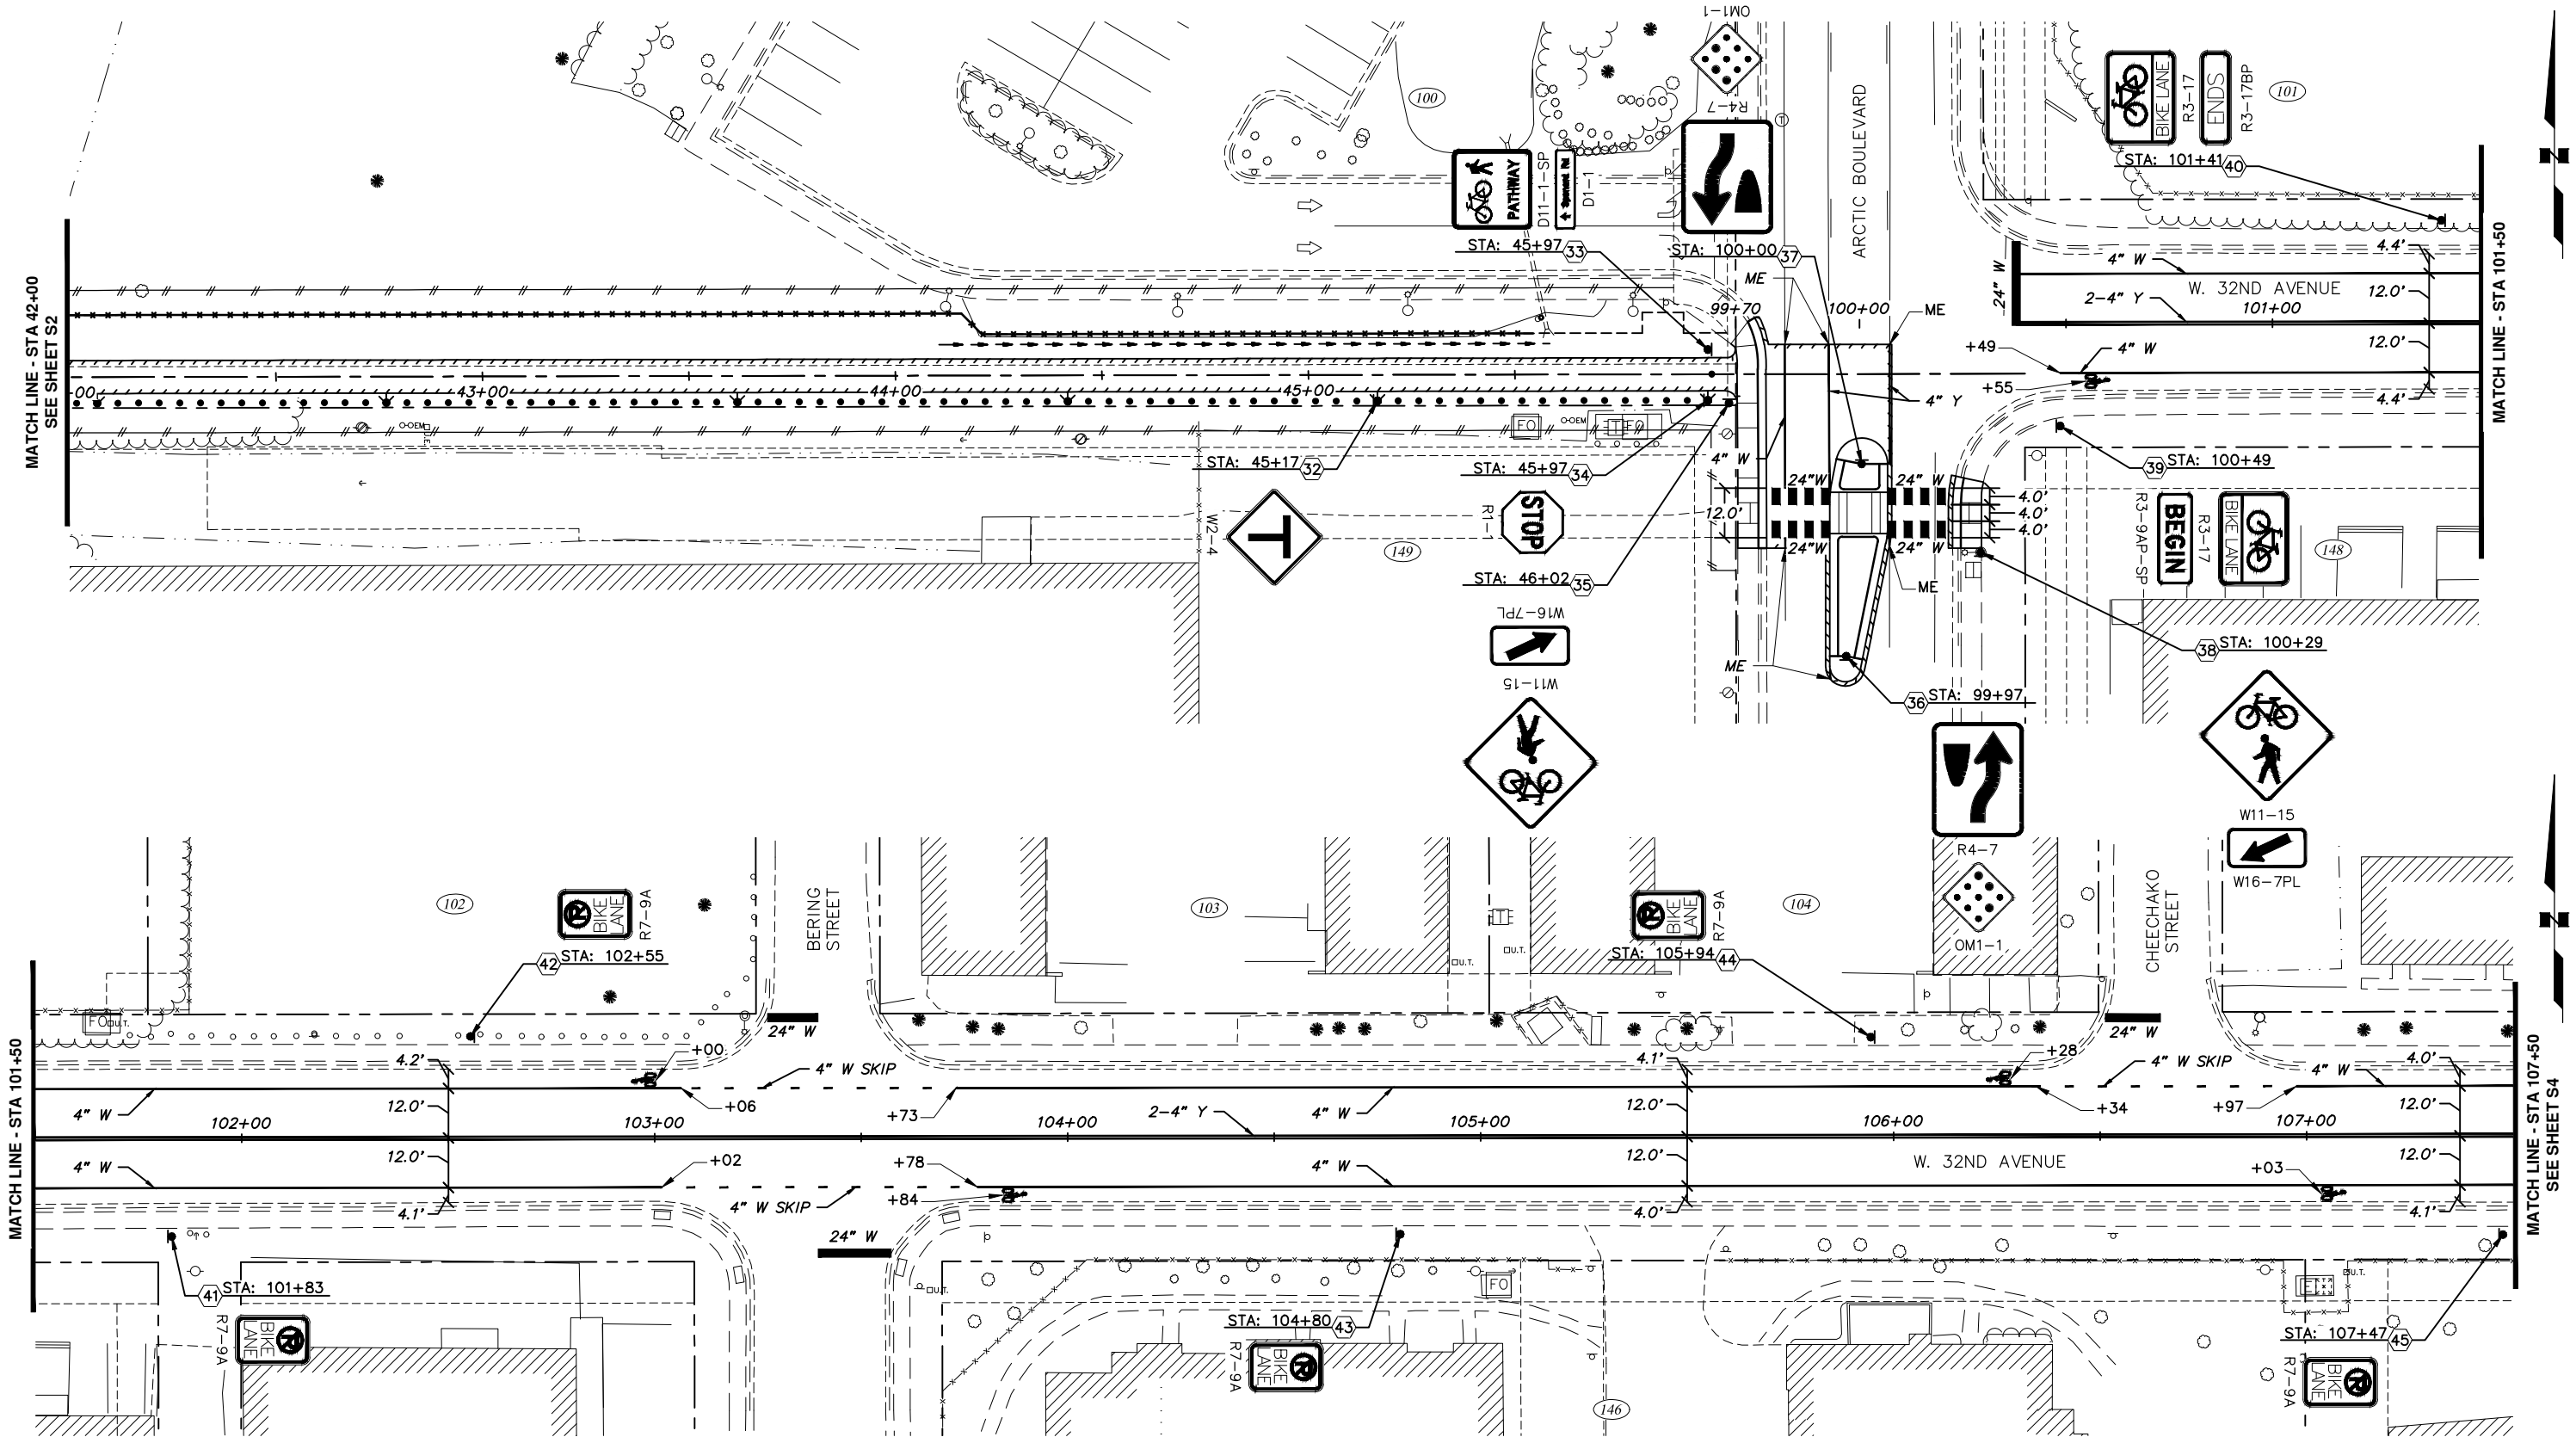 OM1-1
R4-7
ARCTIC BOULEVARD
BIKE LANE
R3-17
ENDS
R3-17BP
101
100
PATHWAY
D11-1-SP
D1-1
STA: 101+41 40
STA: 45+97 33
STA: 100+00 37
ME
4.4'
4" W
24" W
W. 32ND AVENUE
12.0'
2-4" Y
101+00
99+70
100+00
ME
MATCH LINE - STA 42+00
SEE SHEET S2
MATCH LINE - STA 101+50
12.0'
+49
4" W
+55
4.4'
00
43+00
44+00
45+00
4" Y
OEM
FO
OEM
T
FO
4" W
STA: 45+17 32
STA: 45+97 34
39 STA: 100+49
24"W
24" W
4.0'
4.0'
4.0'
12.0'
24"W
24" W
W2-4
R1-1
STOP
149
R3-9AP-SP
BEGIN
R3-17
BIKE LANE
148
STA: 46+02 35
ME
W16-7PL
38 STA: 100+29
ME
W11-15
36 STA: 99+97
W11-15
R4-7
W16-7PL
OM1-1
102
BIKE
LANE
R7-9A
BERING
STREET
103
T
U.T.
U.T.
BIKE
LANE
R7-9A
104
CHEECHAKO
STREET
42 STA: 102+55
STA: 105+94 44
FO
U.T.
24" W
24" W
+00
4.2'
4" W SKIP
4.1'
+28
4" W SKIP
4.0'
4" W
4" W
12.0'
+06
+73
2-4" Y
4" W
12.0'
+34
+97
12.0'
102+00
103+00
104+00
105+00
106+00
107+00
MATCH LINE - STA 101+50
MATCH LINE - STA 107+50
SEE SHEET S4
4" W
12.0'
+02
+78
4" W
12.0'
W. 32ND AVENUE
+03
12.0'
+84
4.1'
4" W SKIP
4.0'
4.1'
24" W
41 STA: 101+83
U.T.
FO
E
U.T.
STA: 104+80 43
STA: 107+47 45
R7-9A
BIKE
LANE
R7-9A
BIKE
LANE
R7-9A
BIKE
LANE
146